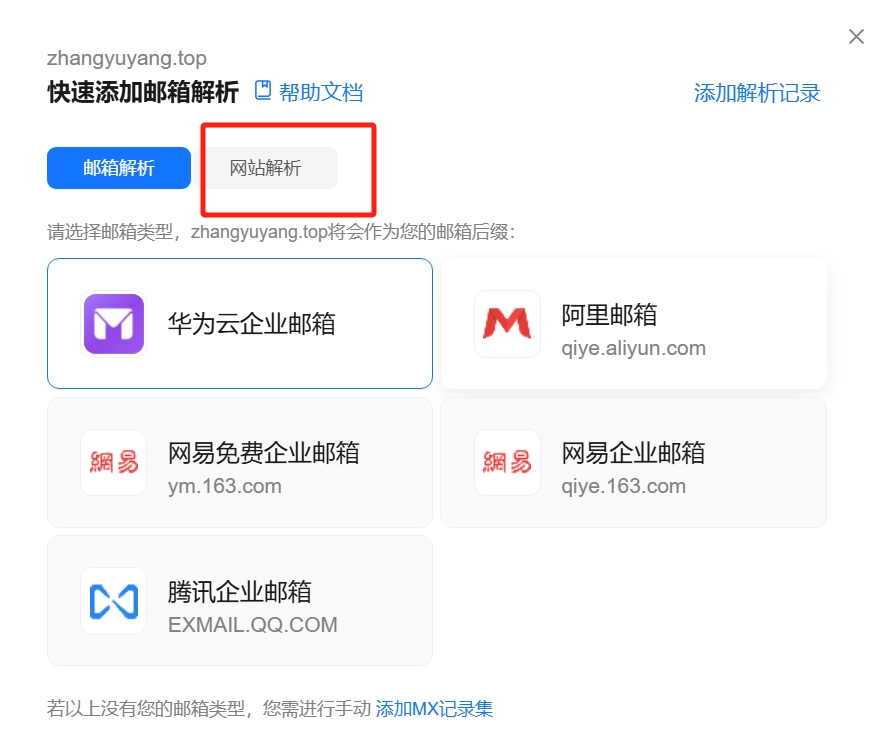 zhangyuyang.top
快速添加邮箱解析 帮助文档 添加解析记录
邮箱解析 网站解析
请选择邮箱类型，zhangyuyang.top将会作为您的邮箱后缀：
华为云企业邮箱
阿里邮箱
qiye.aliyun.com
網易
网易免费企业邮箱
ym.163.com
網易
网易企业邮箱
qiye.163.com
腾讯企业邮箱
EXMAIL.QQ.COM
若以上没有您的邮箱类型，您需进行手动 添加MX记录集